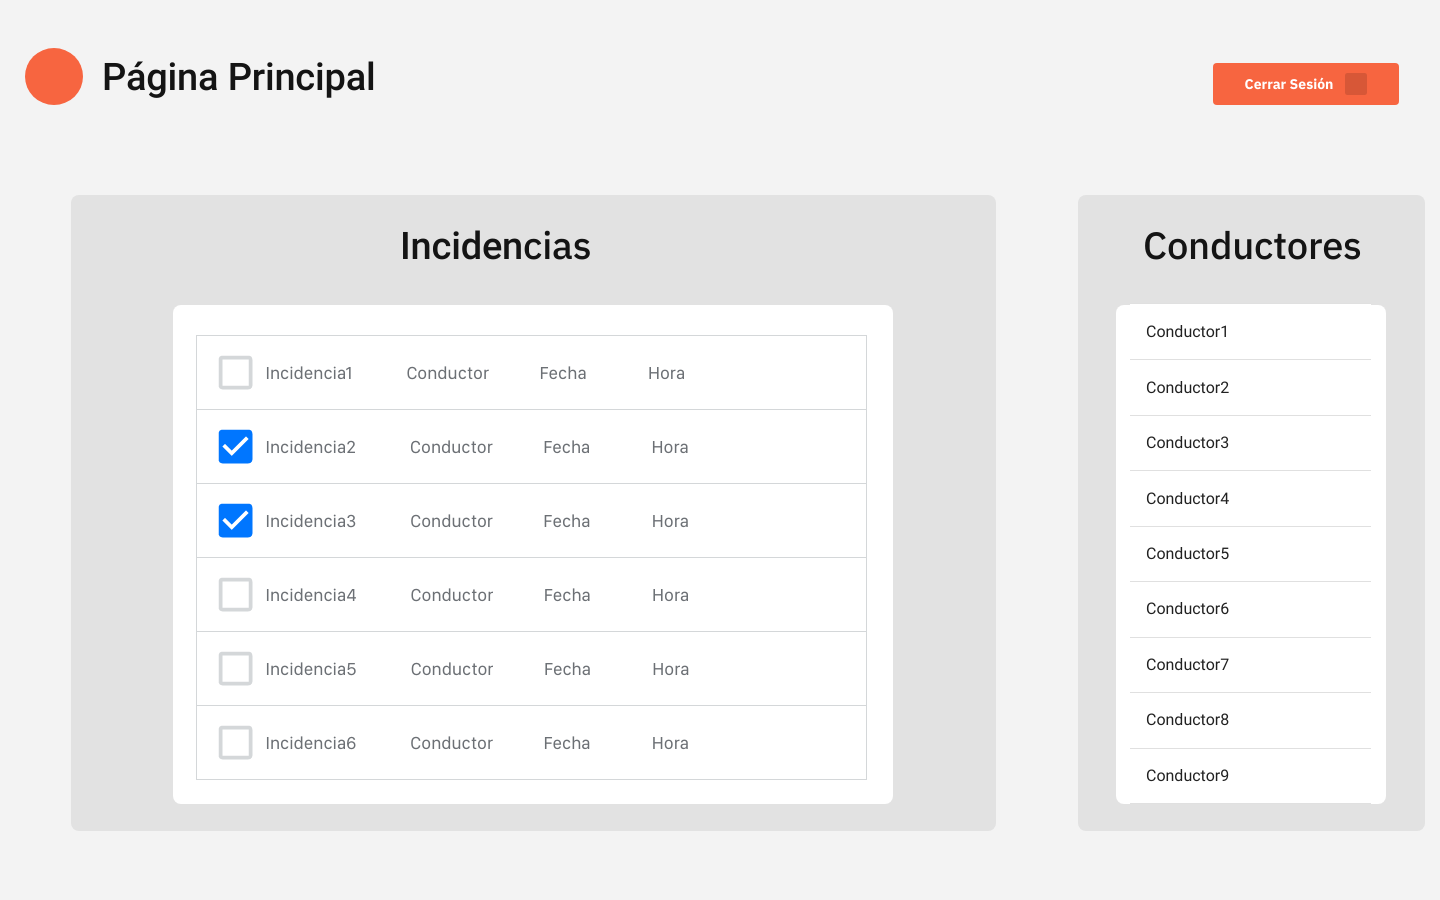 Página Principal
Cerrar Sesión
Incidencias
Incidencia1 Conductor Fecha Hora
Incidencia2 Conductor Fecha Hora
Incidencia3 Conductor Fecha Hora
Incidencia4 Conductor Fecha Hora
Incidencia5 Conductor Fecha Hora
Incidencia6 Conductor Fecha Hora
Conductores
Conductor1
Conductor2
Conductor3
Conductor4
Conductor5
Conductor6
Conductor7
Conductor8
Conductor9